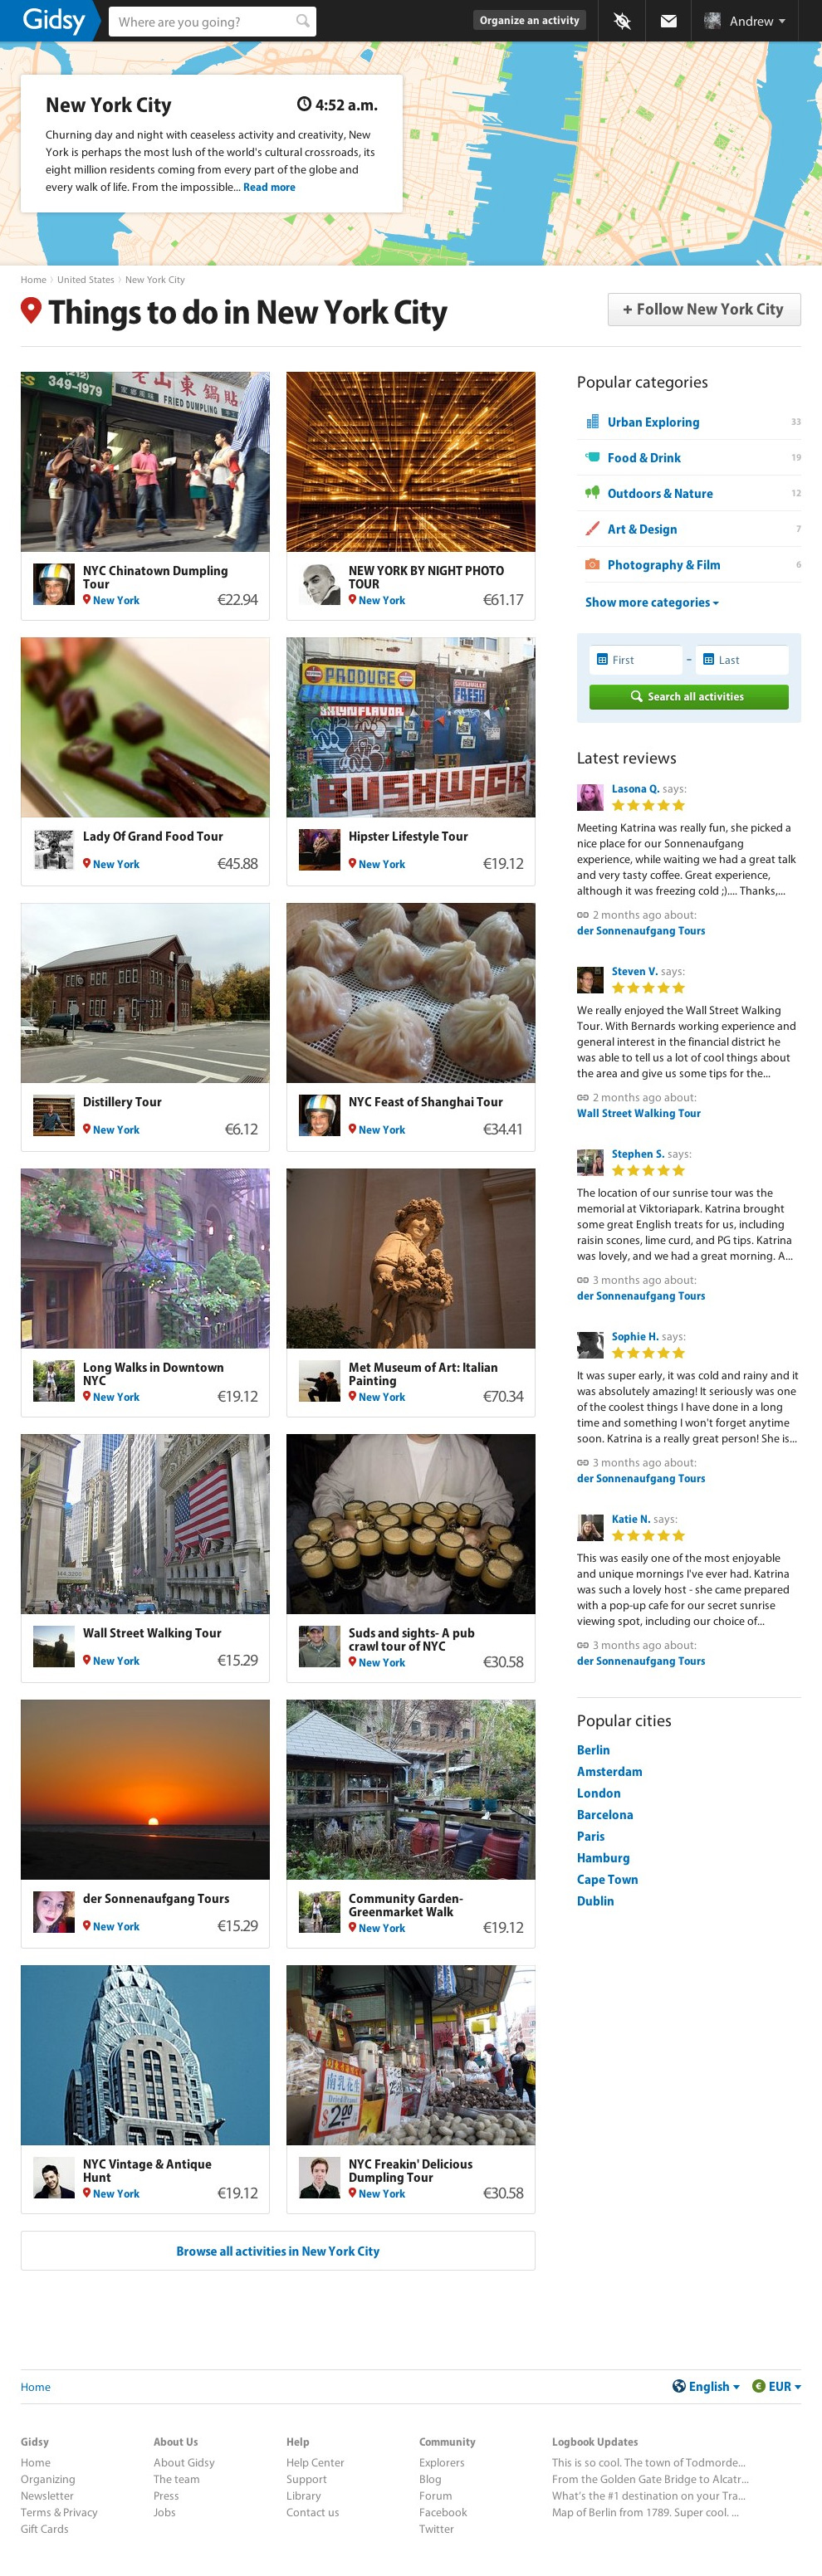 Gidsy
Where are you going?
Organize an activity
Andrew
New York City
4:52 a.m.
Churning day and night with ceaseless activity and creativity, New
York is perhaps the most lush of the world's cultural crossroads, its
eight million residents coming from every part of the globe and
every walk of life. From the impossible... Read more
Home › United States › New York City
Things to do in New York City
+ Follow New York City
349-1979
老山東鍋貼
FRIED DUMPLING
NYC Chinatown Dumpling
Tour
New York
€22.94
NEW YORK BY NIGHT PHOTO
TOUR
New York
€61.17
Lady Of Grand Food Tour
New York
€45.88
PRODUCE
FRESH
BUSHWICK
Hipster Lifestyle Tour
New York
€19.12
Distillery Tour
New York
€6.12
NYC Feast of Shanghai Tour
New York
€34.41
Long Walks in Downtown
NYC
New York
€19.12
Met Museum of Art: Italian
Painting
New York
€70.34
Wall Street Walking Tour
New York
€15.29
Suds and sights- A pub
crawl tour of NYC
New York
€30.58
der Sonnenaufgang Tours
New York
€15.29
Community Garden-
Greenmarket Walk
New York
€19.12
NYC Vintage & Antique
Hunt
New York
€19.12
南乳花生
2.00
NYC Freakin' Delicious
Dumpling Tour
New York
€30.58
Browse all activities in New York City
Popular categories
Urban Exploring 33
Food & Drink 19
Outdoors & Nature 12
Art & Design 7
Photography & Film 6
Show more categories
First - Last
Search all activities
Latest reviews
Lasona Q. says:
Meeting Katrina was really fun, she picked a
nice place for our Sonnenaufgang
experience, while waiting we had a great talk
and very tasty coffee. Great experience,
although it was freezing cold ;).... Thanks,...
2 months ago about:
der Sonnenaufgang Tours
Steven V. says:
We really enjoyed the Wall Street Walking
Tour. With Bernards working experience and
general interest in the financial district he
was able to tell us a lot of cool things about
the area and give us some tips for the...
2 months ago about:
Wall Street Walking Tour
Stephen S. says:
The location of our sunrise tour was the
memorial at Viktoriapark. Katrina brought
some great English treats for us, including
raisin scones, lime curd, and PG tips. Katrina
was lovely, and we had a great morning. A...
3 months ago about:
der Sonnenaufgang Tours
Sophie H. says:
It was super early, it was cold and rainy and it
was absolutely amazing! It seriously was one
of the coolest things I have done in a long
time and something I won't forget anytime
soon. Katrina is a really great person! She is...
3 months ago about:
der Sonnenaufgang Tours
Katie N. says:
This was easily one of the most enjoyable
and unique mornings I've ever had. Katrina
was such a lovely host - she came prepared
with a pop-up cafe for our secret sunrise
viewing spot, including our choice of...
3 months ago about:
der Sonnenaufgang Tours
Popular cities
Berlin
Amsterdam
London
Barcelona
Paris
Hamburg
Cape Town
Dublin
Home
English
€ EUR
Gidsy
Home
Organizing
Newsletter
Terms & Privacy
Gift Cards
About Us
About Gidsy
The team
Press
Jobs
Help
Help Center
Support
Library
Contact us
Community
Explorers
Blog
Forum
Facebook
Twitter
Logbook Updates
This is so cool. The town of Todmorde...
From the Golden Gate Bridge to Alcatr...
What's the #1 destination on your Tra...
Map of Berlin from 1789. Super cool. ...